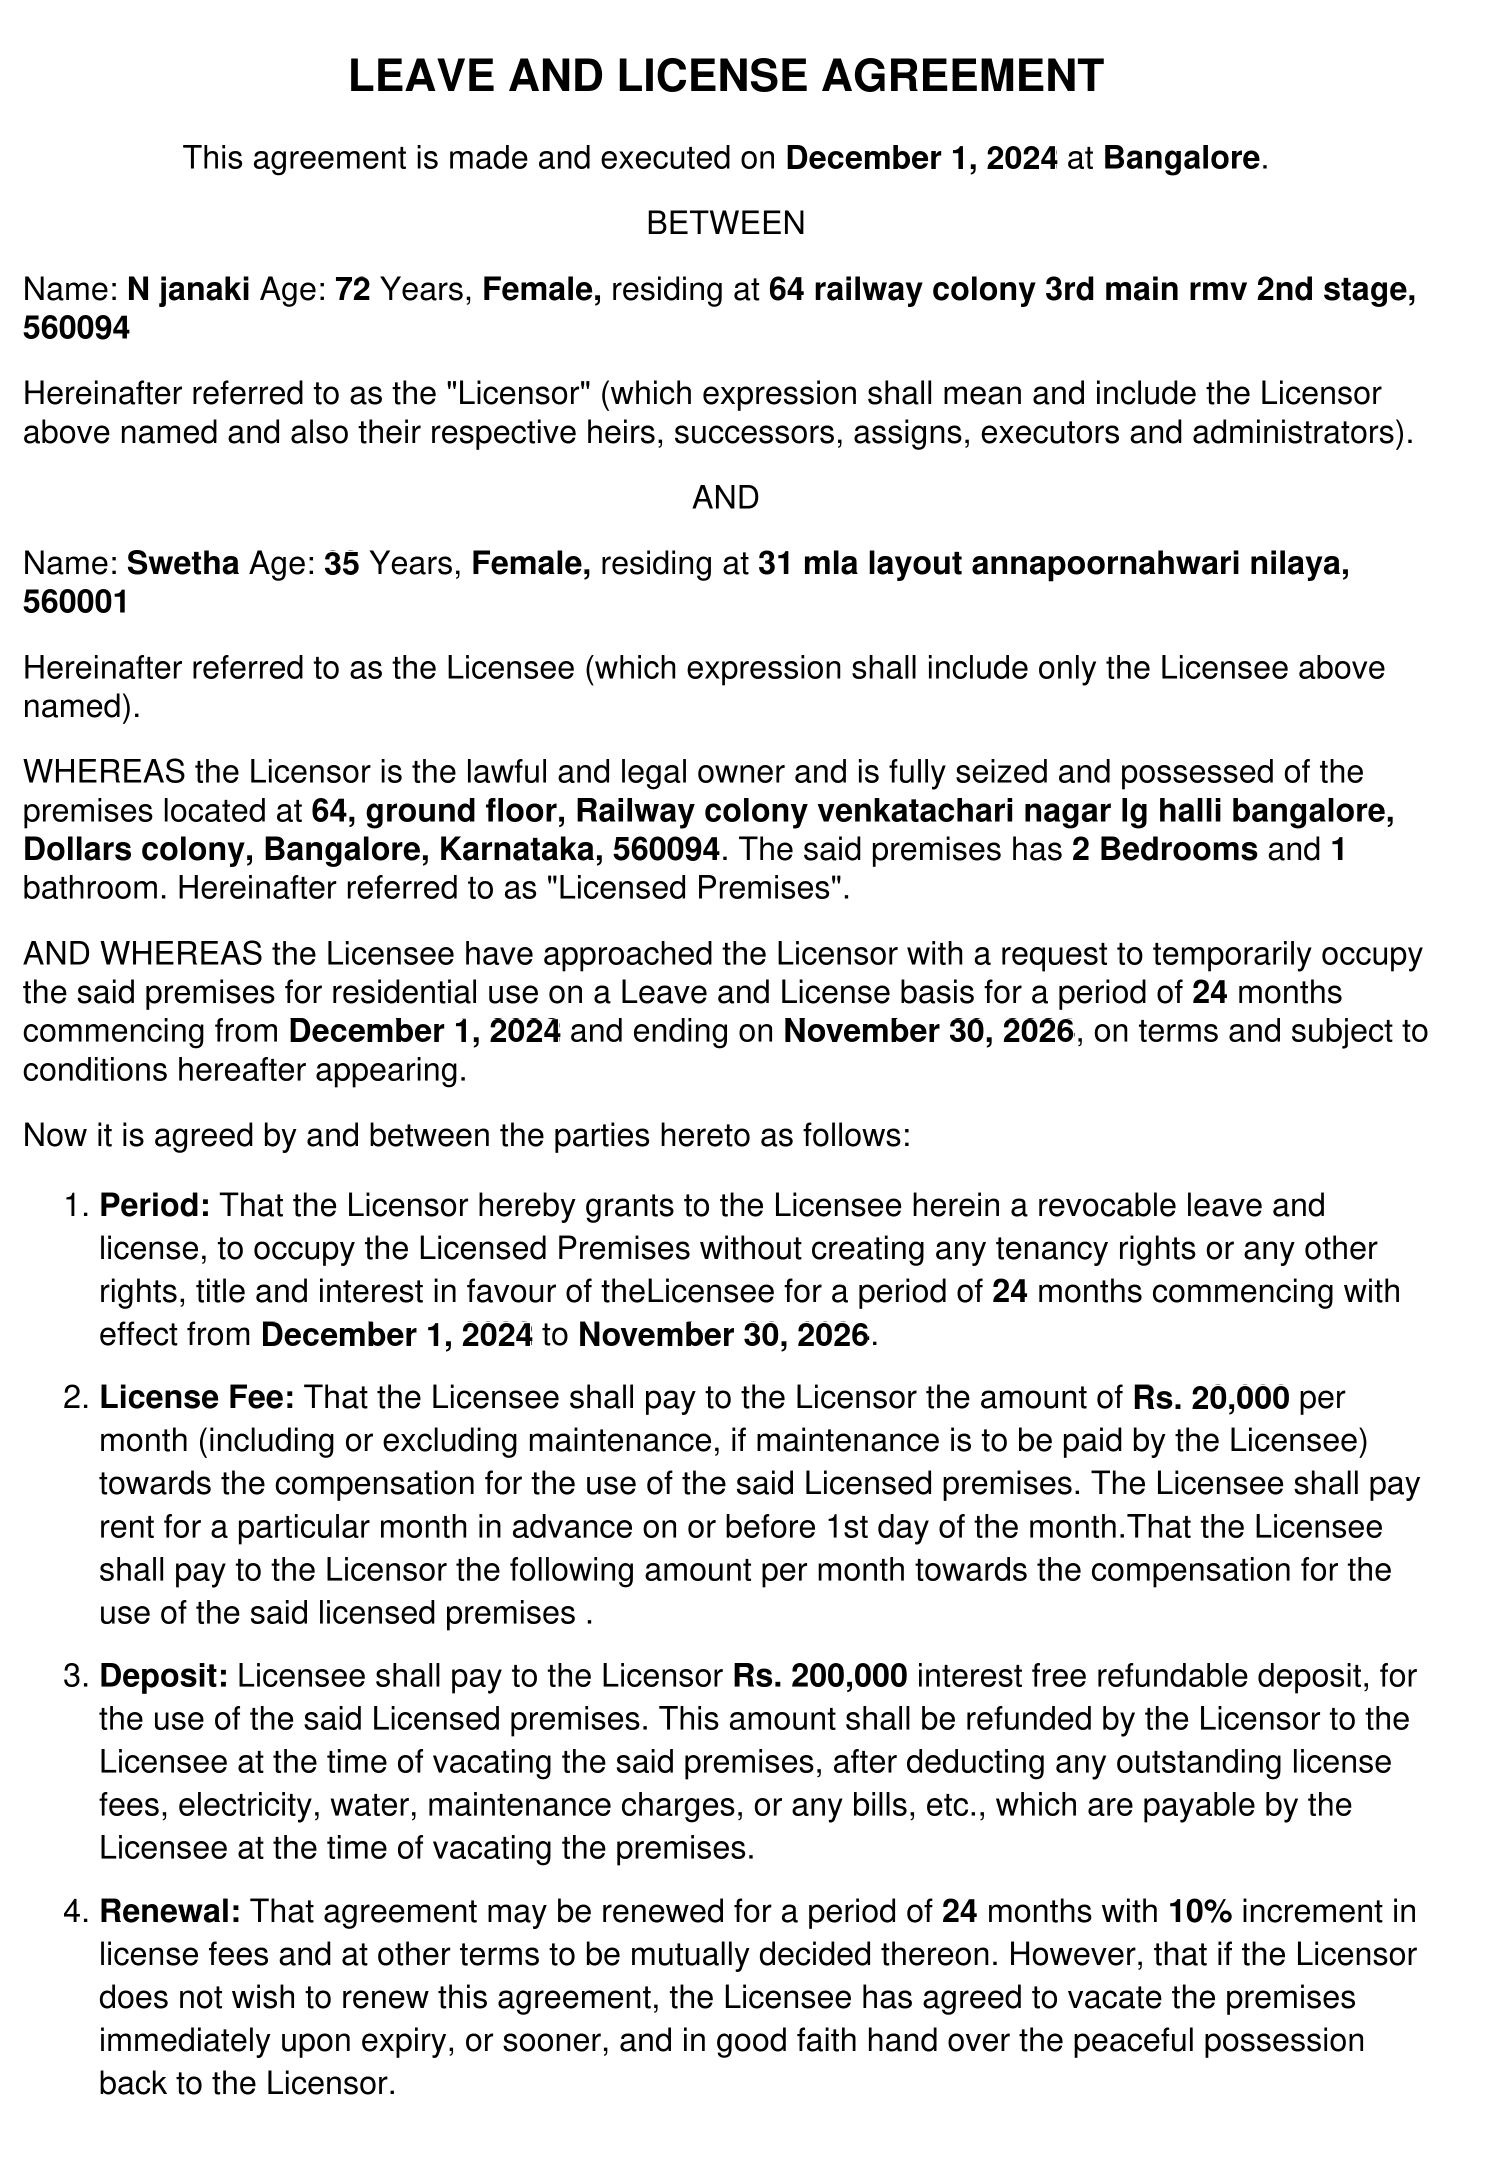 LEAVE AND LICENSE AGREEMENT
This agreement is made and executed on December 1, 2024 at Bangalore.
BETWEEN
Name: N janaki Age: 72 Years, Female, residing at 64 railway colony 3rd main rmv 2nd stage,
560094
Hereinafter referred to as the "Licensor" (which expression shall mean and include the Licensor
above named and also their respective heirs, successors, assigns, executors and administrators).
AND
Name: Swetha Age: 35 Years, Female, residing at 31 mla layout annapoornahwari nilaya,
560001
Hereinafter referred to as the Licensee (which expression shall include only the Licensee above
named).
WHEREAS the Licensor is the lawful and legal owner and is fully seized and possessed of the
premises located at 64, ground floor, Railway colony venkatachari nagar lg halli bangalore,
Dollars colony, Bangalore, Karnataka, 560094. The said premises has 2 Bedrooms and 1
bathroom. Hereinafter referred to as "Licensed Premises".
AND WHEREAS the Licensee have approached the Licensor with a request to temporarily occupy
the said premises for residential use on a Leave and License basis for a period of 24 months
commencing from December 1, 2024 and ending on November 30, 2026, on terms and subject to
conditions hereafter appearing.
Now it is agreed by and between the parties hereto as follows:
1. Period: That the Licensor hereby grants to the Licensee herein a revocable leave and
license, to occupy the Licensed Premises without creating any tenancy rights or any other
rights, title and interest in favour of theLicensee for a period of 24 months commencing with
effect from December 1, 2024 to November 30, 2026.
2. License Fee: That the Licensee shall pay to the Licensor the amount of Rs. 20,000 per
month (including or excluding maintenance, if maintenance is to be paid by the Licensee)
towards the compensation for the use of the said Licensed premises. The Licensee shall pay
rent for a particular month in advance on or before 1st day of the month.That the Licensee
shall pay to the Licensor the following amount per month towards the compensation for the
use of the said licensed premises .
3. Deposit: Licensee shall pay to the Licensor Rs. 200,000 interest free refundable deposit, for
the use of the said Licensed premises. This amount shall be refunded by the Licensor to the
Licensee at the time of vacating the said premises, after deducting any outstanding license
fees, electricity, water, maintenance charges, or any bills, etc., which are payable by the
Licensee at the time of vacating the premises.
4. Renewal: That agreement may be renewed for a period of 24 months with 10% increment in
license fees and at other terms to be mutually decided thereon. However, that if the Licensor
does not wish to renew this agreement, the Licensee has agreed to vacate the premises
immediately upon expiry, or sooner, and in good faith hand over the peaceful possession
back to the Licensor.